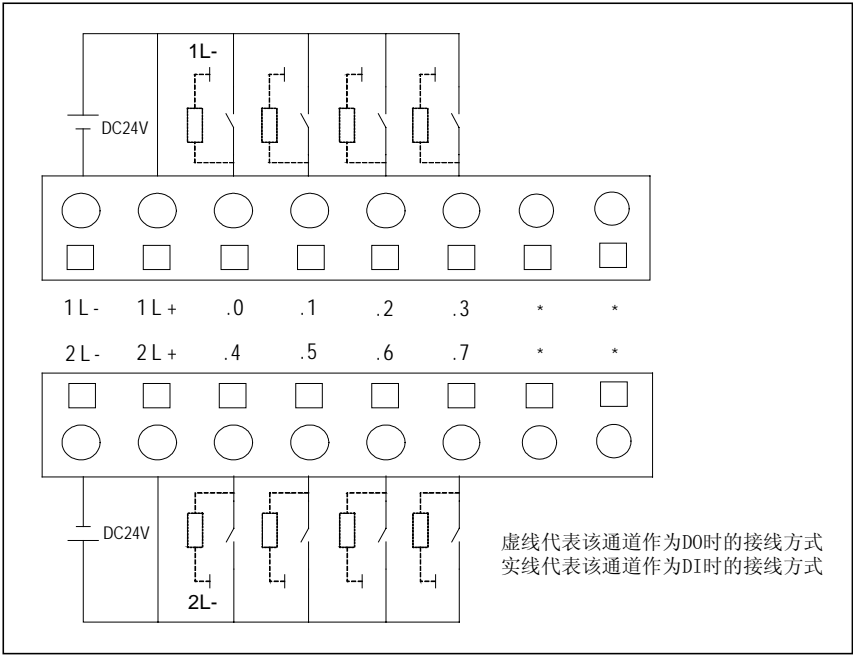 1L-
DC24V
1L- 1L+ .0 .1 .2 .3 * *
2L- 2L+ .4 .5 .6 .7 * *
DC24V
2L-
虚线代表该通道作为DO时的接线方式
实线代表该通道作为DI时的接线方式